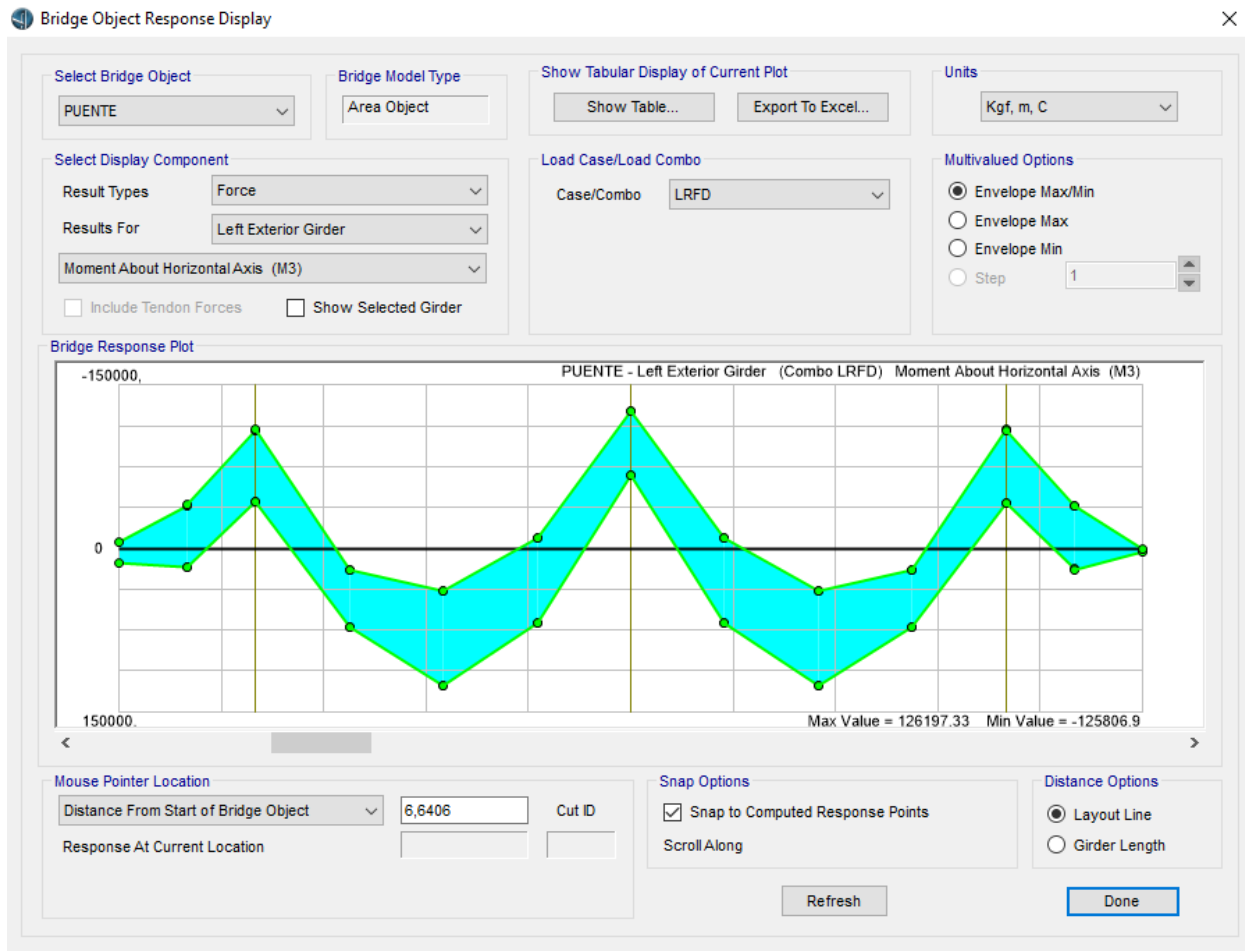 Bridge Object Response Display
Select Bridge Object
PUENTE
Bridge Model Type
Area Object
Show Tabular Display of Current Plot
Show Table...
Export To Excel...
Units
Kgf, m, C
Select Display Component
Result Types
Force
Results For
Left Exterior Girder
Moment About Horizontal Axis (M3)
Include Tendon Forces
Show Selected Girder
Load Case/Load Combo
Case/Combo
LRFD
Multivalued Options
Envelope Max/Min
Envelope Max
Envelope Min
Step
1
Bridge Response Plot
-150000,
PUENTE - Left Exterior Girder (Combo LRFD) Moment About Horizontal Axis (M3)
0
150000.
Max Value = 126197.33 Min Value = -125806.9
Mouse Pointer Location
Distance From Start of Bridge Object
6,6406
Cut ID
Response At Current Location
Snap Options
Snap to Computed Response Points
Scroll Along
Distance Options
Layout Line
Girder Length
Refresh
Done